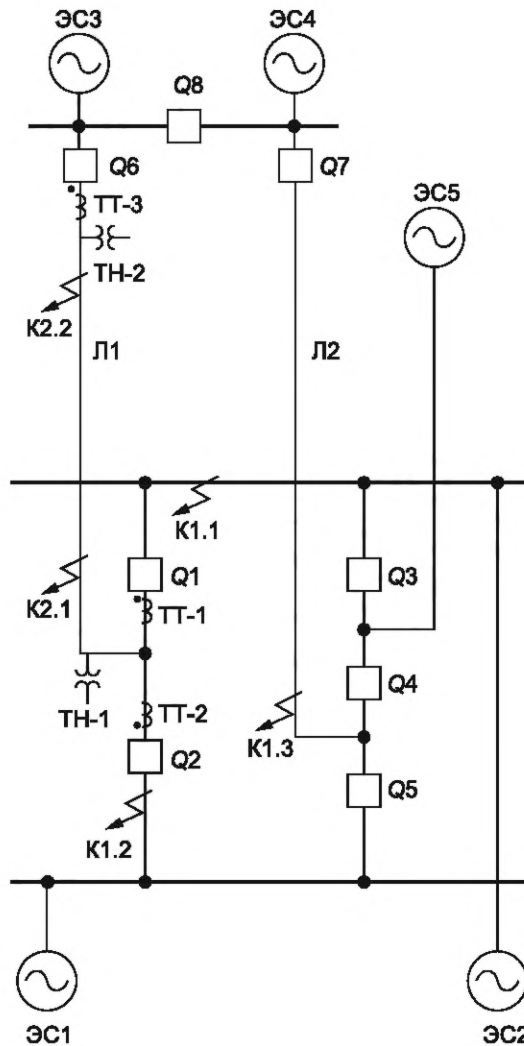 ЭС3
ЭС4
Q8
Q6
Q7
ТТ-3
ЭС5
ТН-2
К2.2
Л1
Л2
К1.1
К2.1
Q1
Q3
ТТ-1
Q4
ТН-1
ТТ-2
К1.3
Q2
Q5
К1.2
ЭС1
ЭС2